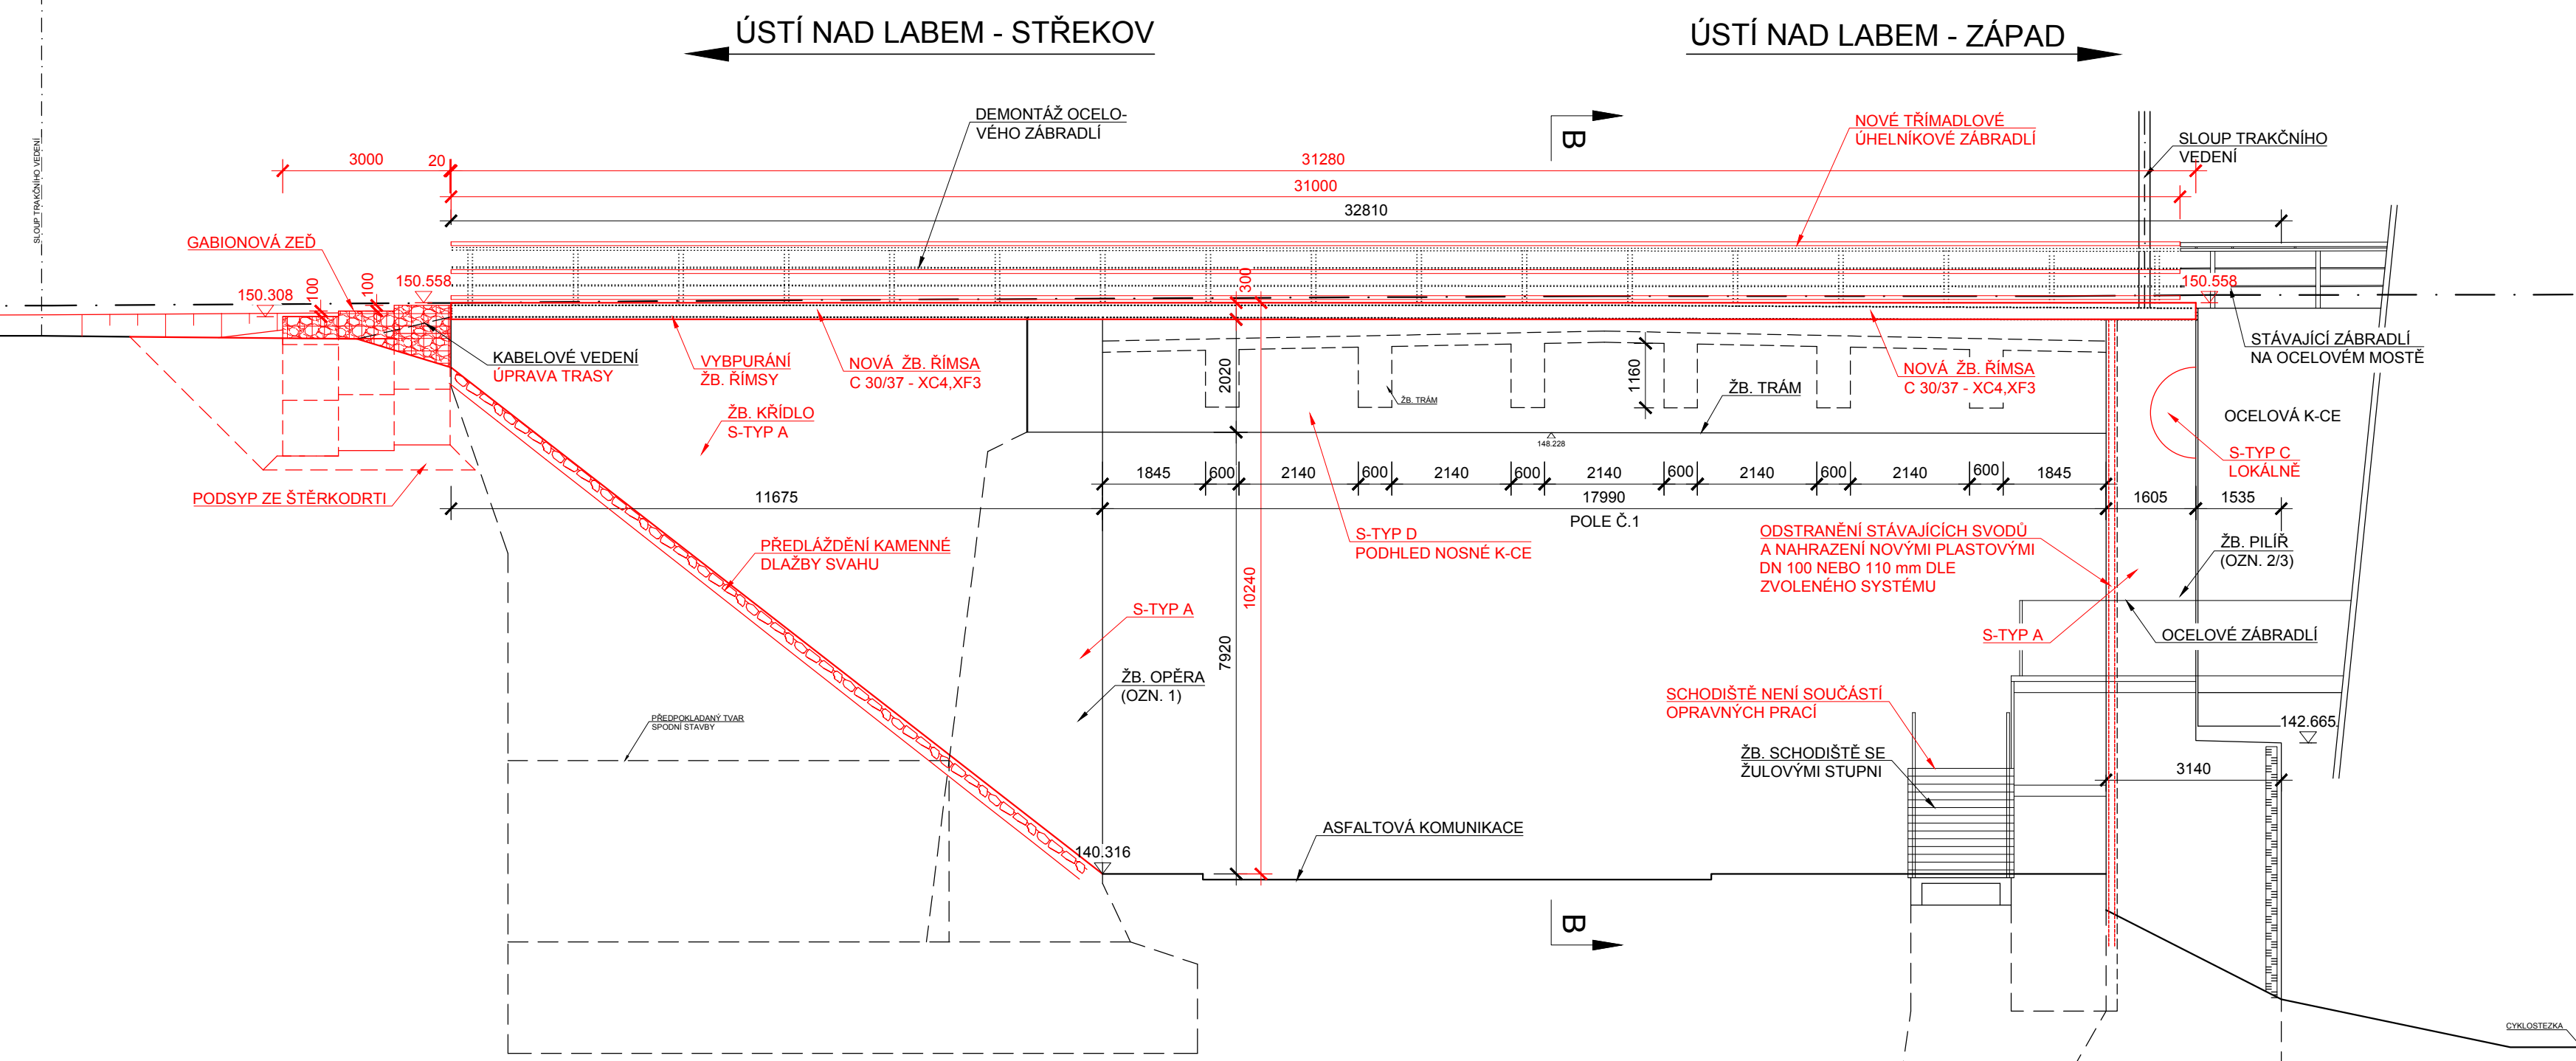 ÚSTÍ NAD LABEM - STŘEKOV
ÚSTÍ NAD LABEM - ZÁPAD
SLOUP TRAKČNÍHO VEDENÍ
DEMONTÁŽ OCELO-
VÉHO ZÁBRADLÍ
B
NOVÉ TŘÍMADLOVÉ
ÚHELNÍKOVÉ ZÁBRADLÍ
SLOUP TRAKČNÍHO
VEDENÍ
3000
20
31280
31000
32810
GABIONOVÁ ZEĎ
150.308
100
100
150.558
300
150.558
KABELOVÉ VEDENÍ
ÚPRAVA TRASY
VYBPURÁNÍ
ŽB. ŘÍMSY
NOVÁ ŽB. ŘÍMSA
C 30/37 - XC4,XF3
2020
1160
ŽB. TRÁM
ŽB. TRÁM
NOVÁ ŽB. ŘÍMSA
C 30/37 - XC4,XF3
STÁVAJÍCÍ ZÁBRADLÍ
NA OCELOVÉM MOSTĚ
OCELOVÁ K-CE
ŽB. KŘÍDLO
S-TYP A
148.228
S-TYP C
LOKÁLNĚ
PODSYP ZE ŠTĚRKODRTI
1845
600
2140
600
2140
600
2140
600
2140
600
2140
600
1845
11675
17990
1605
1535
POLE Č.1
PŘEDLÁŽDĚNÍ KAMENNÉ
DLAŽBY SVAHU
S-TYP D
PODHLED NOSNÉ K-CE
ODSTRANĚNÍ STÁVAJÍCÍCH SVODŮ
A NAHRAZENÍ NOVÝMI PLASTOVÝMI
DN 100 NEBO 110 mm DLE
ZVOLENÉHO SYSTÉMU
ŽB. PILÍŘ
(OZN. 2/3)
10240
S-TYP A
7920
S-TYP A
OCELOVÉ ZÁBRADLÍ
ŽB. OPĚRA
(OZN. 1)
SCHODIŠTĚ NENÍ SOUČÁSTÍ
OPRAVNÝCH PRACÍ
PŘEDPOKLADANÝ TVAR
SPODNÍ STAVBY
142.665
ŽB. SCHODIŠTĚ SE
ŽULOVÝMI STUPNI
3140
ASFALTOVÁ KOMUNIKACE
140.316
B
CYKLOSTEZKA